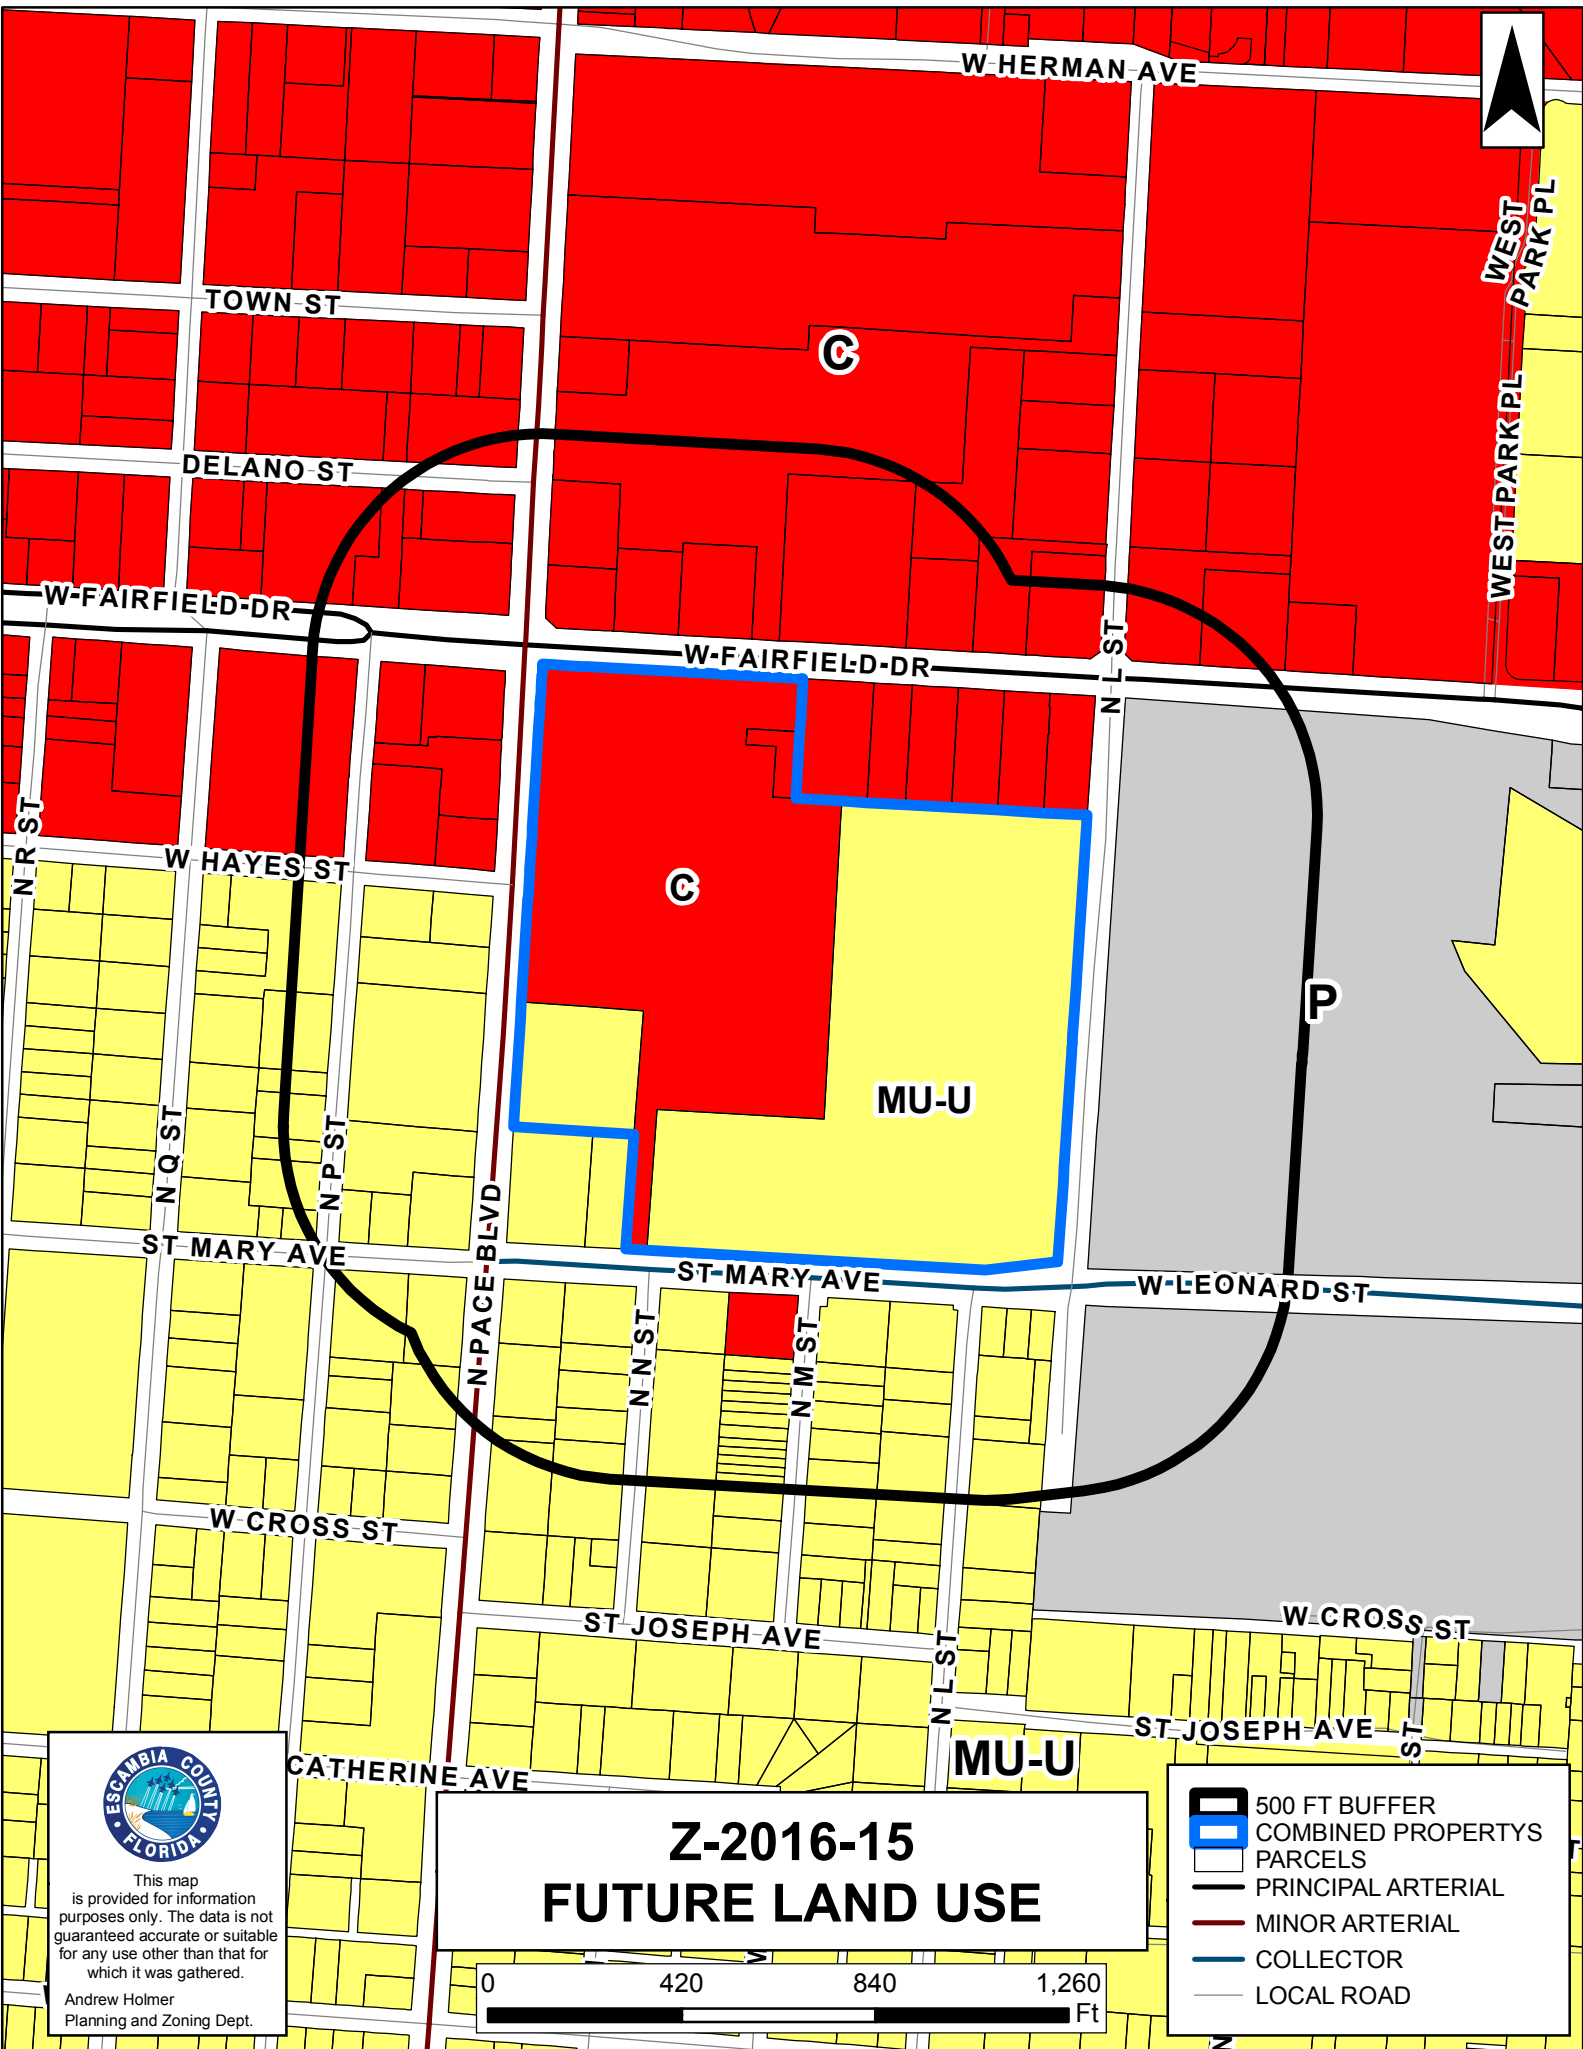 W HERMAN AVE
WEST
PARK PL
TOWN ST
C
WEST PARK PL
DELANO ST
W FAIRFIELD DR
W FAIRFIELD DR
N L ST
N R ST
W HAYES ST
C
P
MU-U
N Q ST
N P ST
N PACE BLVD
ST MARY AVE
ST MARY AVE
W LEONARD ST
N N ST
N M ST
W CROSS ST
ST JOSEPH AVE
W CROSS ST
N L ST
ST JOSEPH AVE
ST
MU-U
CATHERINE AVE
ESCAMBIA COUNTY
FLORIDA
This map
is provided for information
purposes only. The data is not
guaranteed accurate or suitable
for any use other than that for
which it was gathered.
Andrew Holmer
Planning and Zoning Dept.
Z-2016-15
FUTURE LAND USE
0 420 840 1,260
Ft
500 FT BUFFER
COMBINED PROPERTYS
PARCELS
PRINCIPAL ARTERIAL
MINOR ARTERIAL
COLLECTOR
LOCAL ROAD